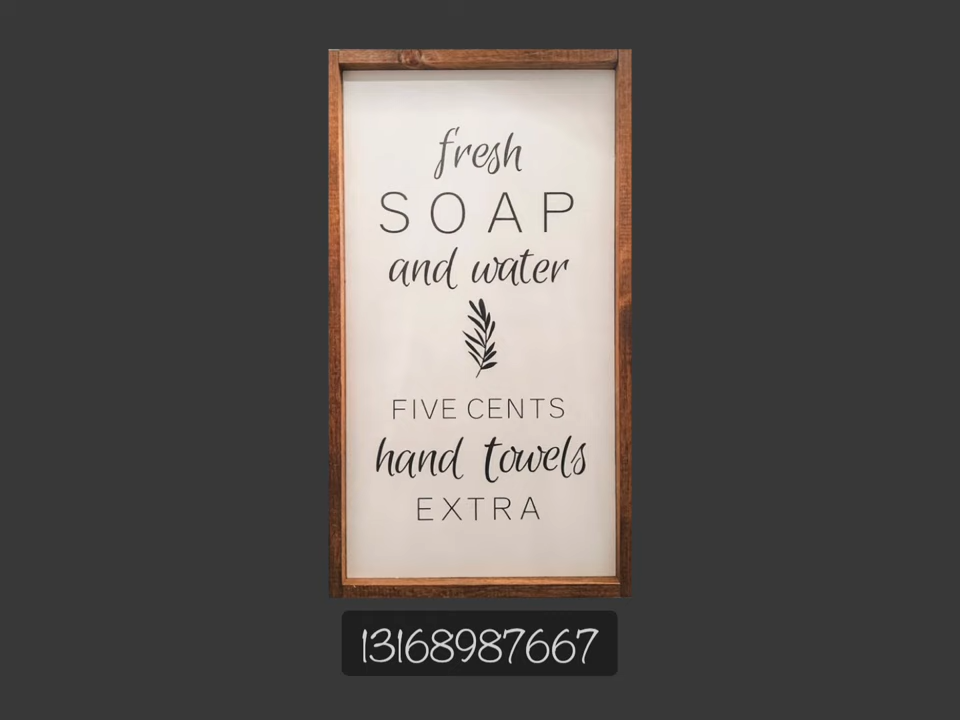 fresh
SOAP
and water
FIVE CENTS
hand towels
EXTRA
13168987667